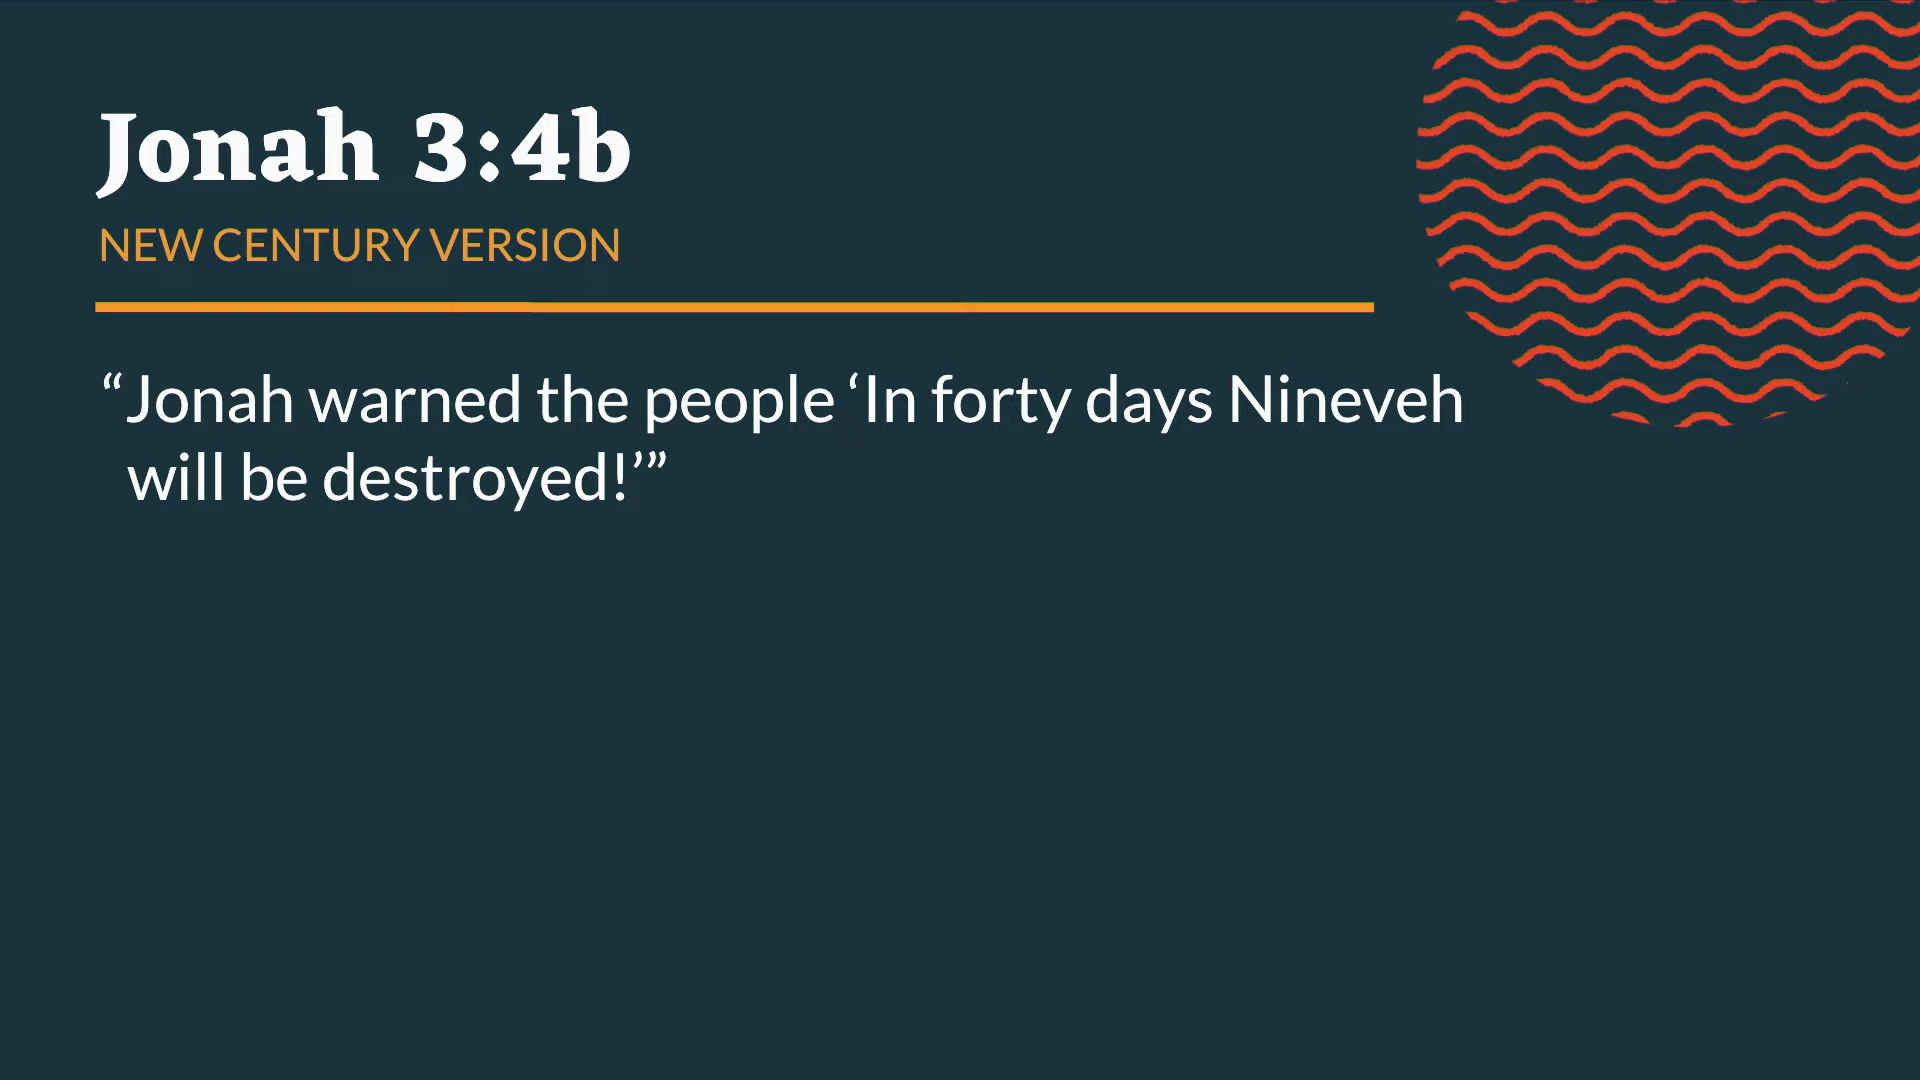 Jonah 3:4b
NEW CENTURY VERSION
“Jonah warned the people ‘In forty days Nineveh
will be destroyed!’”